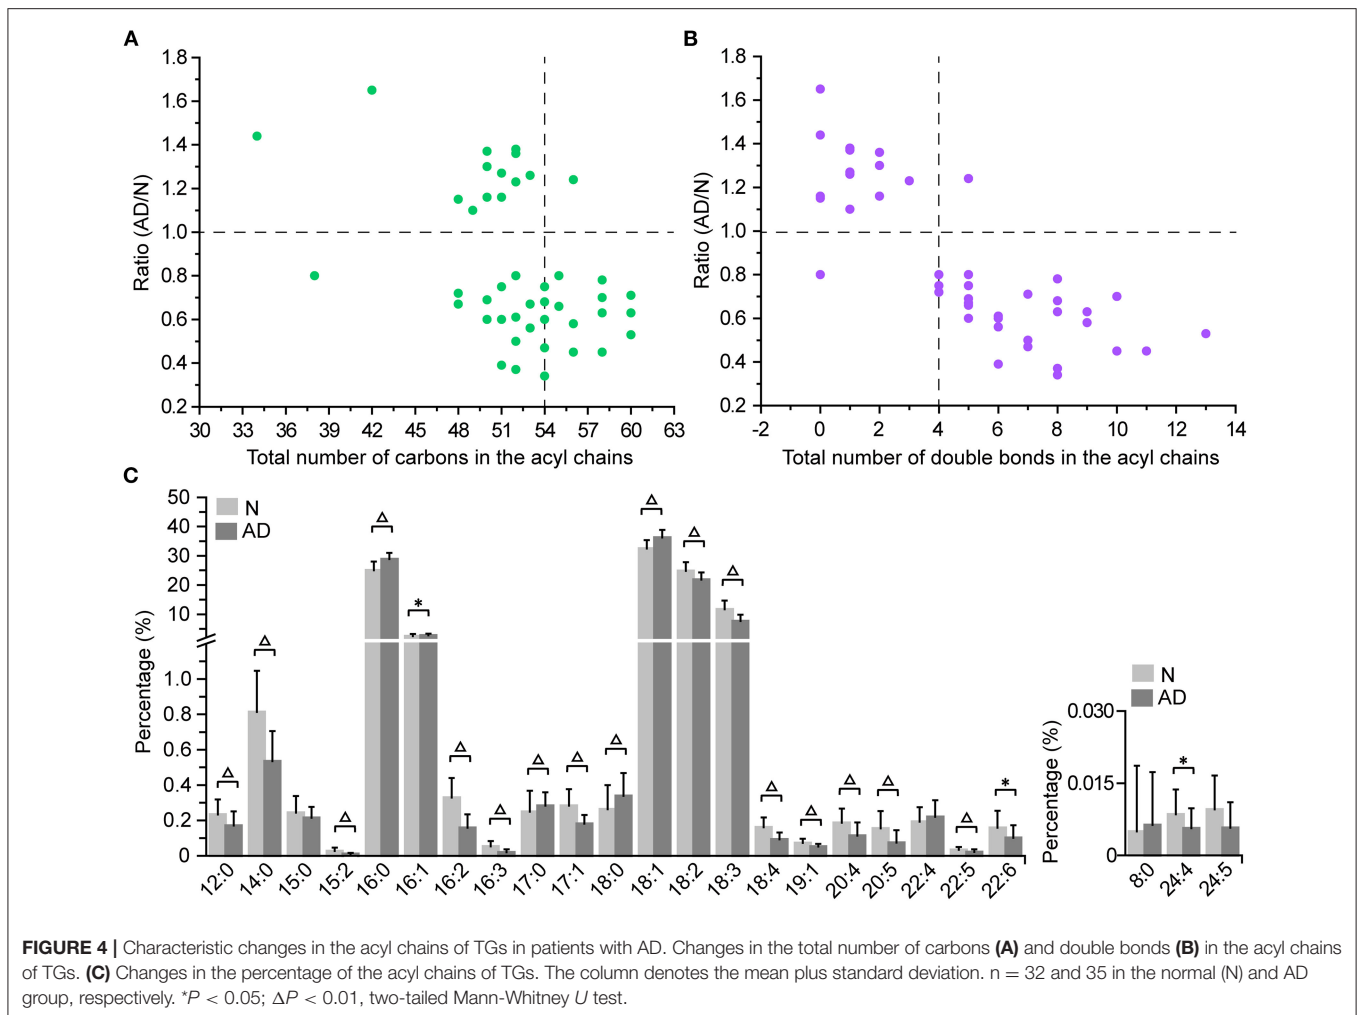 A
B
1.8
1.6
1.4
1.2
1.0
0.8
0.6
0.4
0.2
Ratio (AD/N)
30 33 36 39 42 45 48 51 54 57 60 63
Total number of carbons in the acyl chains
1.8
1.6
1.4
1.2
1.0
0.8
0.6
0.4
0.2
Ratio (AD/N)
-2 0 2 4 6 8 10 12 14
Total number of double bonds in the acyl chains
C
N
AD
50
40
30
20
10
1.0
0.8
0.6
0.4
0.2
0
Percentage (%)
Δ Δ Δ Δ * Δ Δ Δ Δ Δ Δ Δ Δ Δ Δ Δ Δ Δ *
12:0 14:0 15:0 15:2 16:0 16:1 16:2 16:3 17:0 17:1 18:0 18:1 18:2 18:3 18:4 19:1 20:4 20:5 22:4 22:5 22:6
N
AD
0.030
0.015
0
Percentage (%)
*
8:0 24:4 24:5
FIGURE 4 | Characteristic changes in the acyl chains of TGs in patients with AD. Changes in the total number of carbons (A) and double bonds (B) in the acyl chains
of TGs. (C) Changes in the percentage of the acyl chains of TGs. The column denotes the mean plus standard deviation. n = 32 and 35 in the normal (N) and AD
group, respectively. *P < 0.05; ΔP < 0.01, two-tailed Mann-Whitney U test.